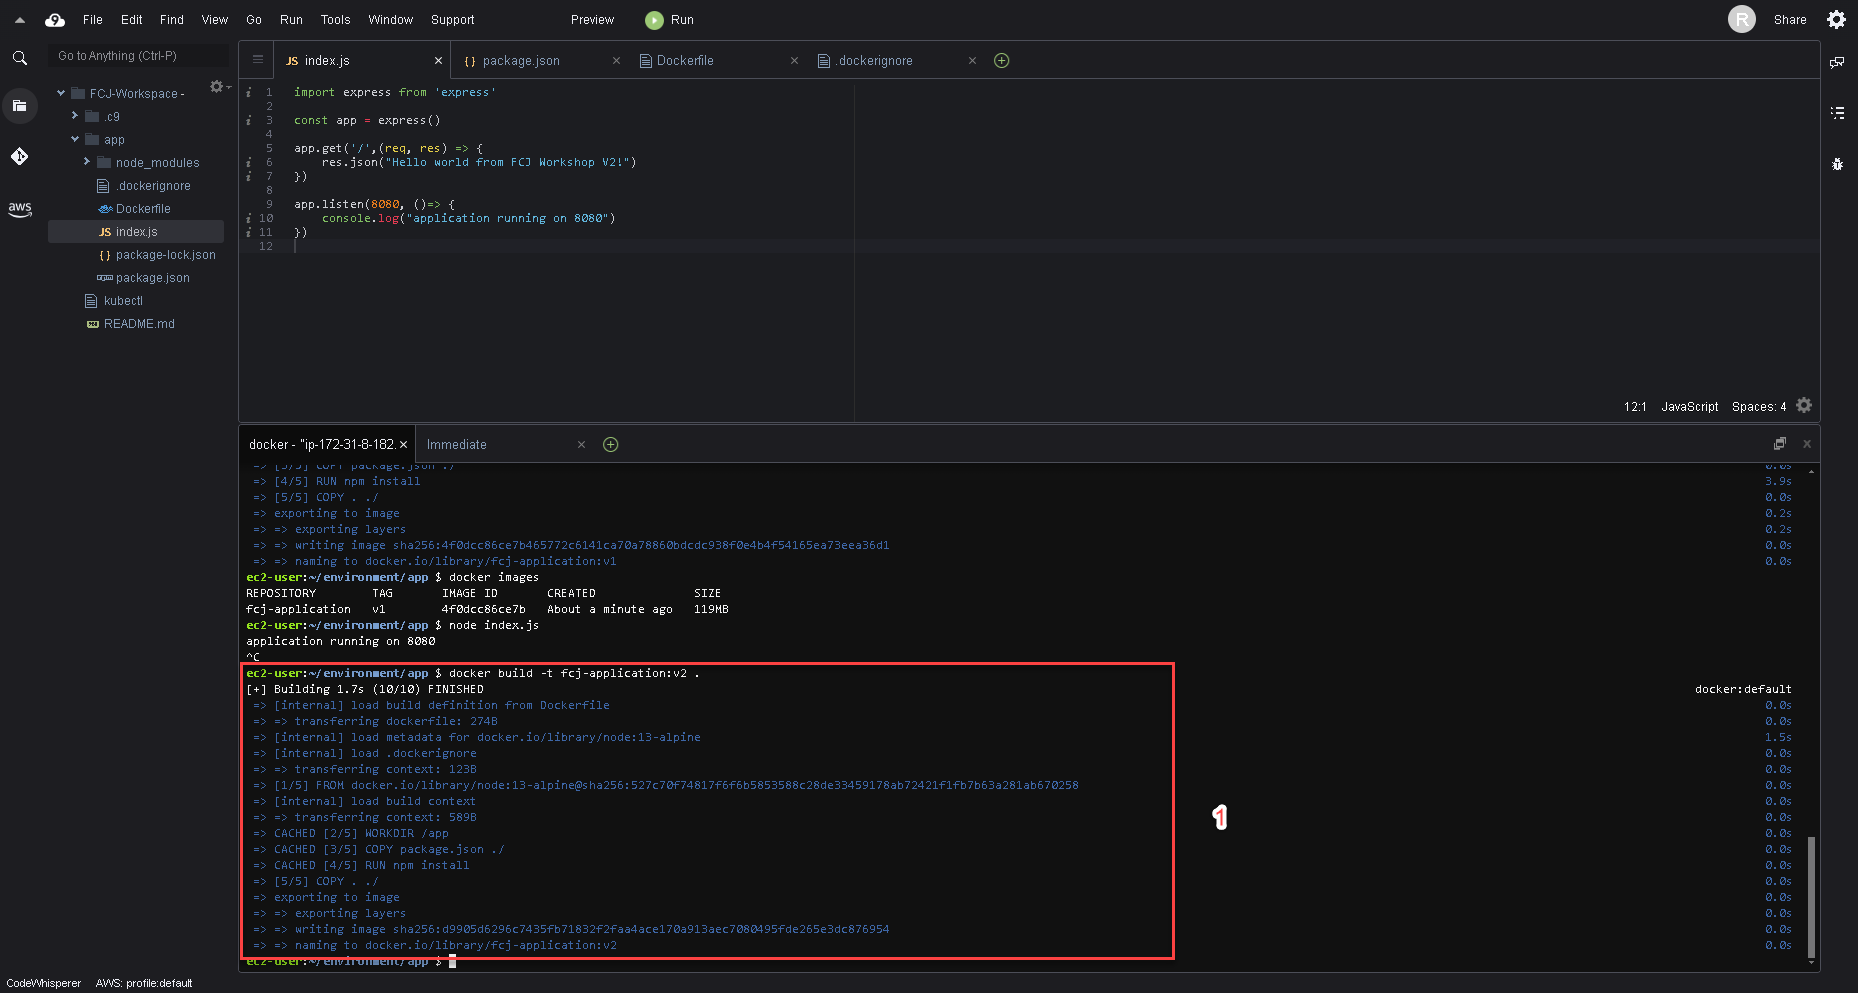 File Edit Find View Go Run Tools Window Support Preview Run R Share
Go to Anything (Ctrl-P)
FCJ-Workspace -
.c9
app
node_modules
.dockerignore
Dockerfile
JS index.js
{ } package-lock.json
package.json
kubectl
README.md
aws
JS index.js × { } package.json × Dockerfile × .dockerignore ×
1 import express from 'express'
2
3 const app = express()
4
5 app.get('/',(req, res) => {
6 res.json("Hello world from FCJ Workshop V2!")
7 })
8
9 app.listen(8080, ()=> {
10 console.log("application running on 8080")
11 })
12
12:1 JavaScript Spaces: 4
docker - "ip-172-31-8-182. × Immediate ×
=> [3/5] COPY package.json ./ 0.0s
=> [4/5] RUN npm install 3.9s
=> [5/5] COPY . ./ 0.0s
=> exporting to image 0.2s
=> => exporting layers 0.2s
=> => writing image sha256:4f0dcc86ce7b465772c6141ca70a78860bdcdc938f0e4b4f54165ea73eea36d1 0.0s
=> => naming to docker.io/library/fcj-application:v1 0.0s
ec2-user:~/environment/app $ docker images
REPOSITORY TAG IMAGE ID CREATED SIZE
fcj-application v1 4f0dcc86ce7b About a minute ago 119MB
ec2-user:~/environment/app $ node index.js
application running on 8080
^C
ec2-user:~/environment/app $ docker build -t fcj-application:v2 .
[+] Building 1.7s (10/10) FINISHED docker:default
=> [internal] load build definition from Dockerfile 0.0s
=> => transferring dockerfile: 274B 0.0s
=> [internal] load metadata for docker.io/library/node:13-alpine 1.5s
=> [internal] load .dockerignore 0.0s
=> => transferring context: 123B 0.0s
=> [1/5] FROM docker.io/library/node:13-alpine@sha256:527c70f74817f6f6b5853588c28de33459178ab72421f1fb7b63a281ab670258 0.0s
=> [internal] load build context 0.0s
=> => transferring context: 589B 0.0s
=> CACHED [2/5] WORKDIR /app 0.0s
=> CACHED [3/5] COPY package.json ./ 0.0s
=> CACHED [4/5] RUN npm install 0.0s
=> [5/5] COPY . ./ 0.0s
=> exporting to image 0.0s
=> => exporting layers 0.0s
=> => writing image sha256:d9905d6296c7435fb71832f2faa4ace170a913aec7080495fde265e3dc876954 0.0s
=> => naming to docker.io/library/fcj-application:v2 0.0s
ec2-user:~/environment/app $
1
CodeWhisperer AWS: profile:default